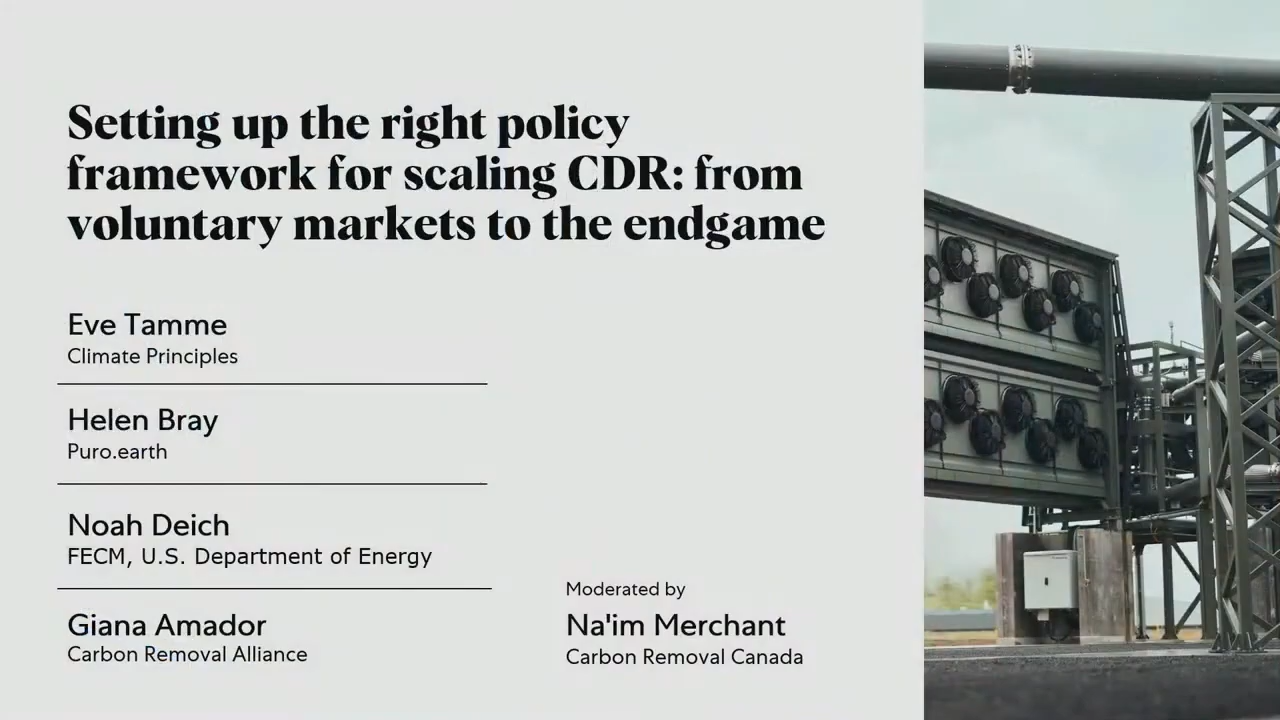 Setting up the right policy
framework for scaling CDR: from
voluntary markets to the endgame
Eve Tamme
Climate Principles
Helen Bray
Puro.earth
Noah Deich
FECM, U.S. Department of Energy
Giana Amador
Carbon Removal Alliance
Moderated by
Na'im Merchant
Carbon Removal Canada